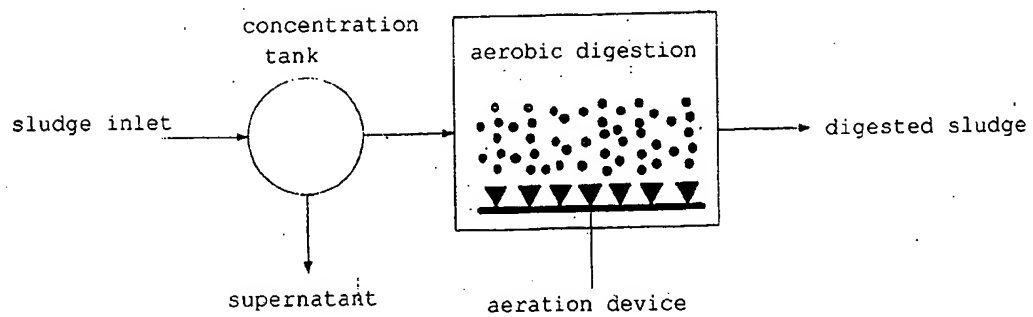 concentration
tank
aerobic digestion
sludge inlet
digested sludge
supernatant
aeration device